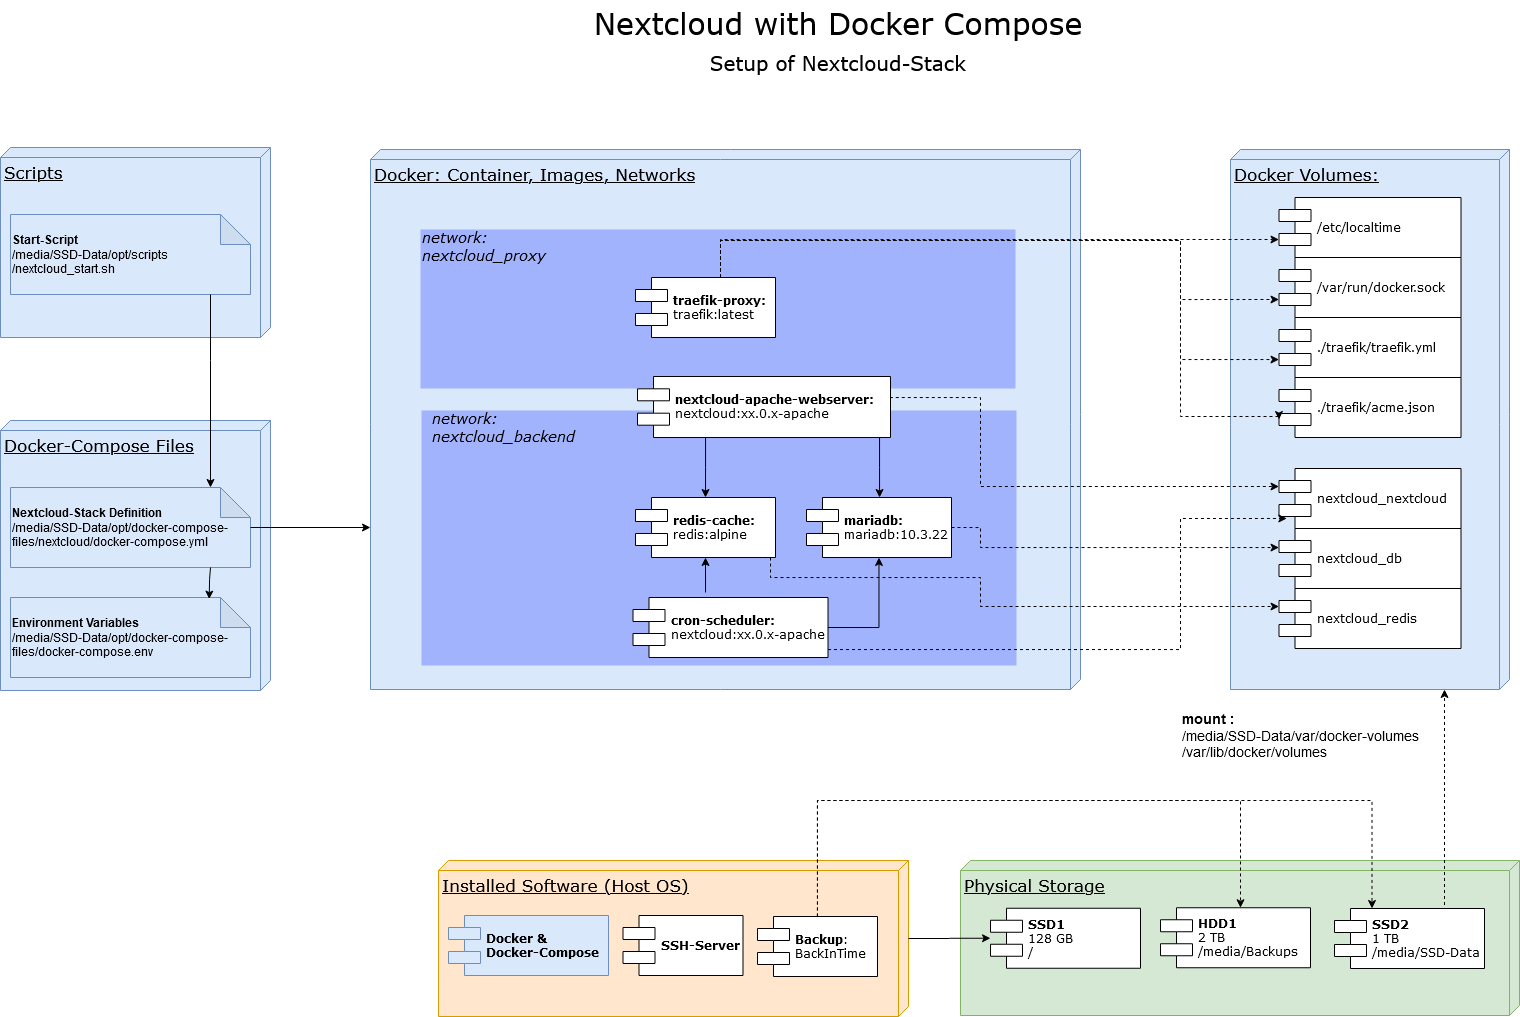 Nextcloud with Docker Compose
Setup of Nextcloud-Stack
Scripts
Start-Script
/media/SSD-Data/opt/scripts
/nextcloud_start.sh
Docker-Compose Files
Nextcloud-Stack Definition
/media/SSD-Data/opt/docker-compose-
files/nextcloud/docker-compose.yml
Environment Variables
/media/SSD-Data/opt/docker-compose-
files/docker-compose.env
Docker: Container, Images, Networks
network:
nextcloud_proxy
traefik-proxy:
traefik:latest
nextcloud-apache-webserver:
nextcloud:xx.0.x-apache
network:
nextcloud_backend
redis-cache:
redis:alpine
mariadb:
mariadb:10.3.22
cron-scheduler:
nextcloud:xx.0.x-apache
Docker Volumes:
/etc/localtime
/var/run/docker.sock
./traefik/traefik.yml
./traefik/acme.json
nextcloud_nextcloud
nextcloud_db
nextcloud_redis
mount :
/media/SSD-Data/var/docker-volumes
/var/lib/docker/volumes
Installed Software (Host OS)
Docker &
Docker-Compose
SSH-Server
Backup:
BackInTime
Physical Storage
SSD1
128 GB
/
HDD1
2 TB
/media/Backups
SSD2
1 TB
/media/SSD-Data